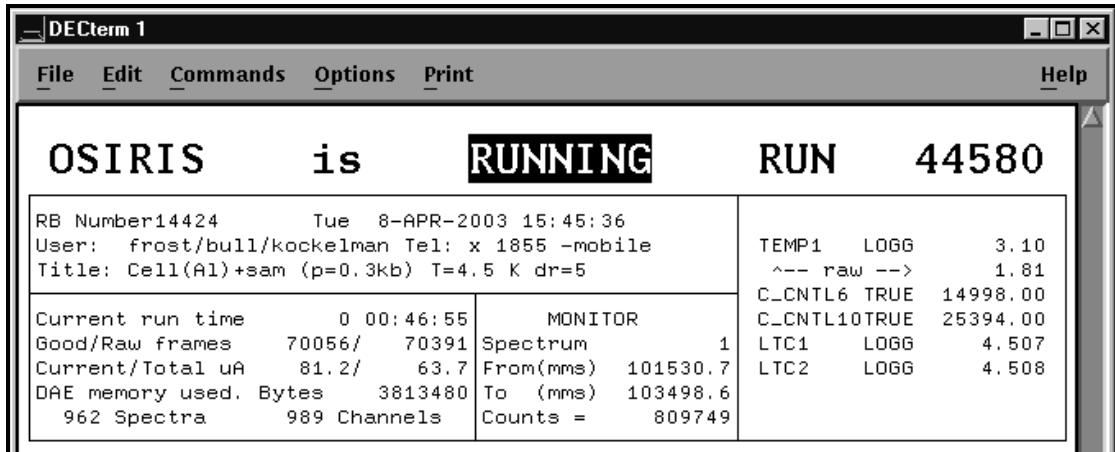 DECterm 1
File Edit Commands Options Print Help
OSIRIS is RUNNING RUN 44580
RB Number14424 Tue 8-APR-2003 15:45:36
User: frost/bull/kockelman Tel: x 1855 -mobile
Title: Cell(Al)+sam (p=0.3kb) T=4.5 K dr=5
Current run time 0 00:46:55
Good/Raw frames 70056/ 70391
Current/Total uA 81.2/ 63.7
DAE memory used. Bytes 3813480
962 Spectra 989 Channels
MONITOR
Spectrum 1
From(mms) 101530.7
To (mms) 103498.6
Counts = 809749
TEMP1 LOGG 3.10
^-- raw --> 1.81
C_CNTL6 TRUE 14998.00
C_CNTL10TRUE 25394.00
LTC1 LOGG 4.507
LTC2 LOGG 4.508